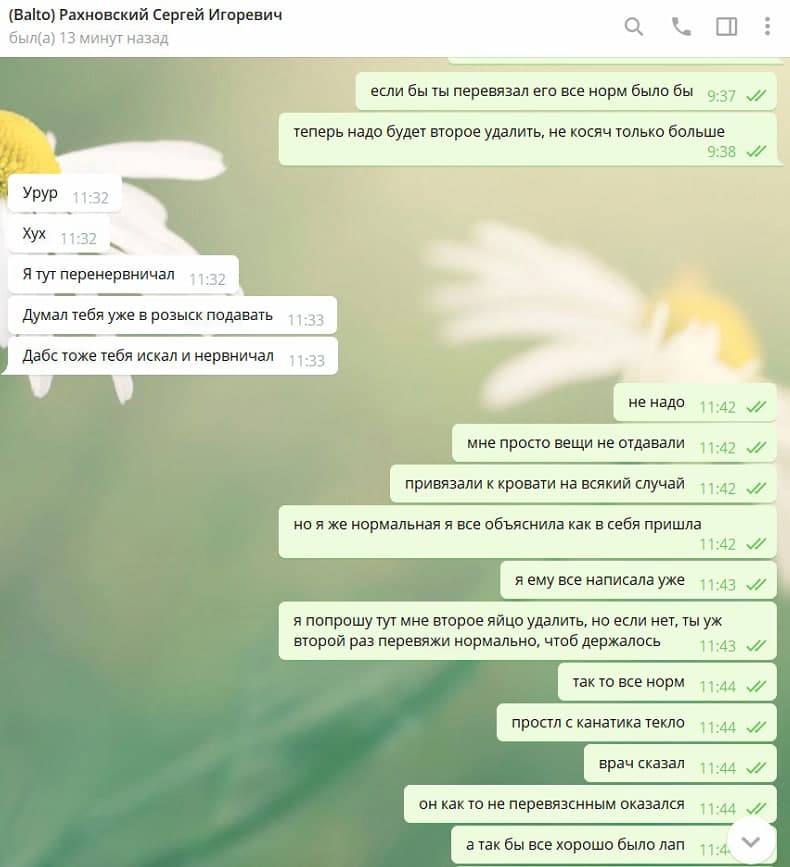 (Balto) Рахновский Сергей Игоревич
был(а) 13 минут назад
если бы ты перевязал его все норм было бы 9:37
теперь надо будет второе удалить, не косяч только больше
9:38
Урур 11:32
Хух 11:32
Я тут перенервничал 11:32
Думал тебя уже в розыск подавать 11:33
Дабс тоже тебя искал и нервничал 11:33
не надо 11:42
мне просто вещи не отдавали 11:42
привязали к кровати на всякий случай 11:42
но я же нормальная я все объяснила как в себя пришла
11:42
я ему все написала уже 11:43
я попрошу тут мне второе яйцо удалить, но если нет, ты уж
второй раз перевяжи нормально, чтоб держалось 11:43
так то все норм 11:44
простл с канатика текло 11:44
врач сказал 11:44
он как то не перевязснным оказался 11:44
а так бы все хорошо было лап